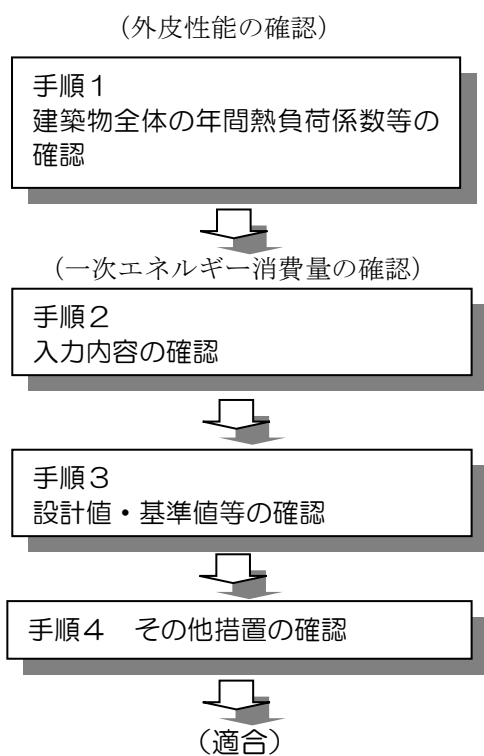 (外皮性能の確認)
手順1
建築物全体の年間熱負荷係数等の
確認
(一次エネルギー消費量の確認)
手順2
入力内容の確認
手順3
設計値・基準値等の確認
手順4 その他措置の確認
(適合)